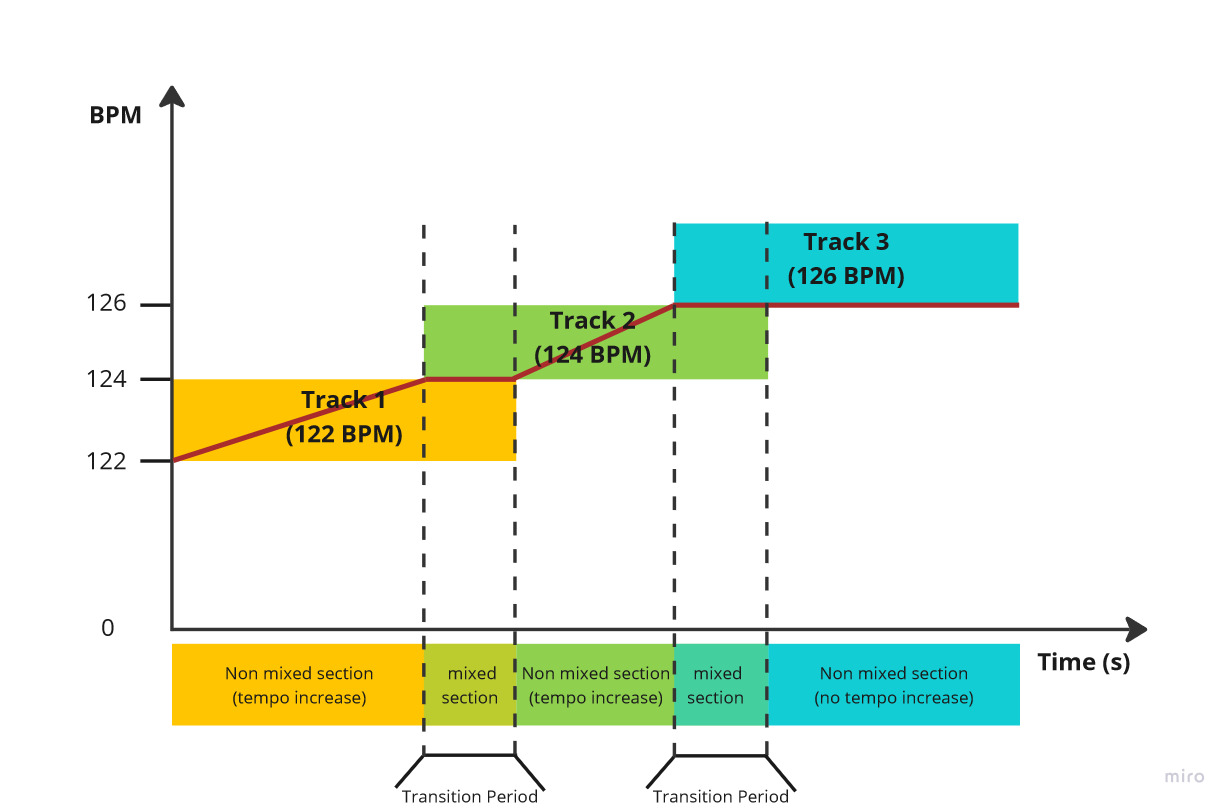 BPM
Track 3
(126 BPM)
126
Track 2
(124 BPM)
124
Track 1
(122 BPM)
122
0
Time (s)
Non mixed section
(tempo increase)
mixed
section
Non mixed section
(tempo increase)
mixed
section
Non mixed section
(no tempo increase)
Transition Period
Transition Period
miro